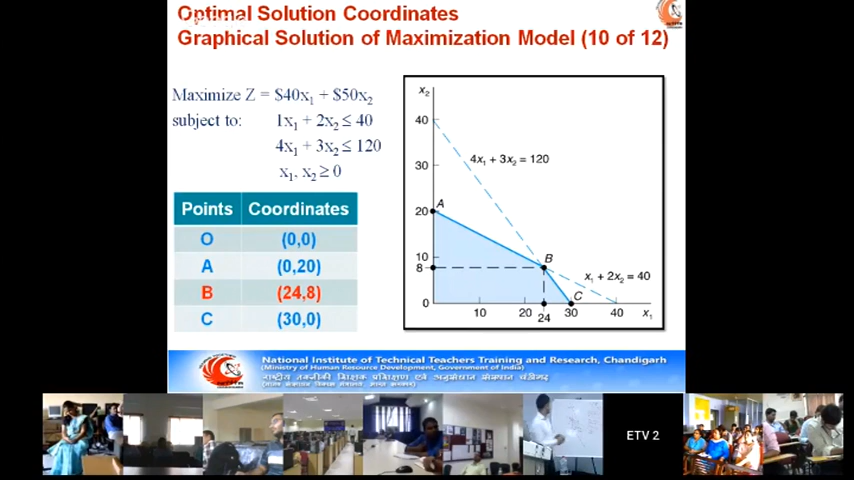 Optimal Solution Coordinates
Graphical Solution of Maximization Model (10 of 12)
Maximize Z = $40x₁ + $50x₂
subject to: 1x₁ + 2x₂ ≤ 40
4x₁ + 3x₂ ≤ 120
x₁, x₂ ≥ 0
Points Coordinates
O (0,0)
A (0,20)
B (24,8)
C (30,0)
x₂
40
30
20
10
8
0
10
20
24
30
40
x₁
4x₁ + 3x₂ = 120
A
B
x₁ + 2x₂ = 40
C
National Institute of Technical Teachers Training and Research, Chandigarh
(Ministry of Human Resource Development, Government of India)
ETV 2